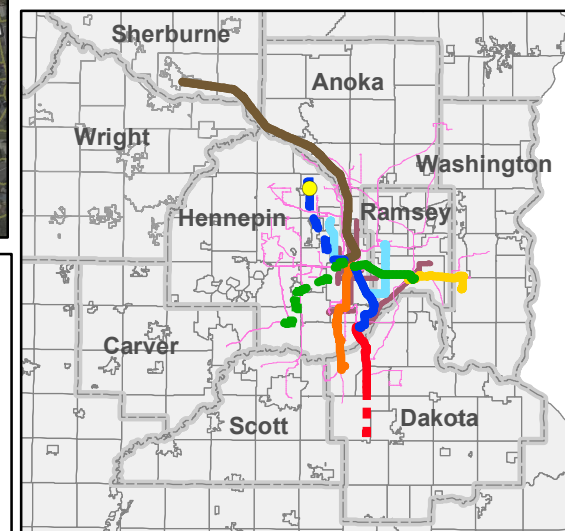 Sherburne
Anoka
Wright
Washington
Hennepin
Ramsey
Carver
Scott
Dakota